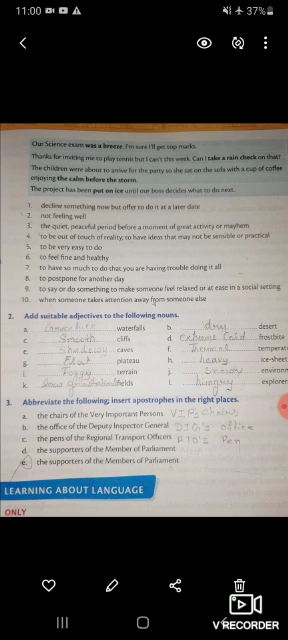 11:00
37%
Our Science exam was a breeze. I'm sure I'll get top marks.
Thanks for inviting me to play tennis but I can't this week. Can I take a rain check on that?
The children were about to arrive for the party so she sat on the sofa with a cup of coffee
enjoying the calm before the storm.
The project has been put on ice until our boss decides what to do next.
1. decline something now but offer to do it at a later date
2. not feeling well
3. the quiet, peaceful period before a moment of great activity or mayhem
4. to be out of touch of reality, to have ideas that may not be sensible or practical
5. to be very easy to do
6. to feel fine and healthy
7. to have so much to do that you are having trouble doing it all
8. to postpone for another day
9. to say or do something to make someone feel relaxed or at ease in a social setting
10. when someone takes attention away from someone else
2. Add suitable adjectives to the following nouns.
a. waterfalls b. dry desert
c. Smooth cliffs d. extreme cold frostbite
e. Shadowy caves f. Thermal temperat
g. Flat plateau h. heavy ice-sheet
i. Foggy terrain j. environ
k. fields l. hungry explorer
3. Abbreviate the following; insert apostrophes in the right places.
a. the chairs of the Very Important Persons VIPs Chairs
b. the office of the Deputy Inspector General DIG's office
c. the pens of the Regional Transport Officers RTO's Pen
d. the supporters of the Member of Parliament
e. the supporters of the Members of Parliament
LEARNING ABOUT LANGUAGE
ONLY
V RECORDER